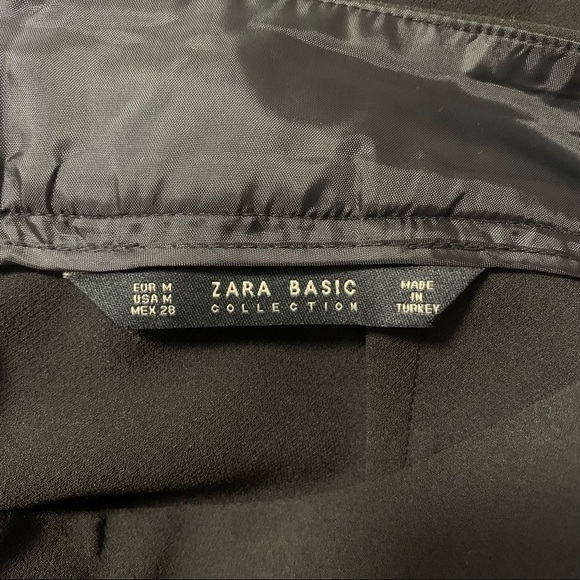 EUR M
USA M
MEX 28
ZARA BASIC
COLLECTION
MADE
IN
TURKEY